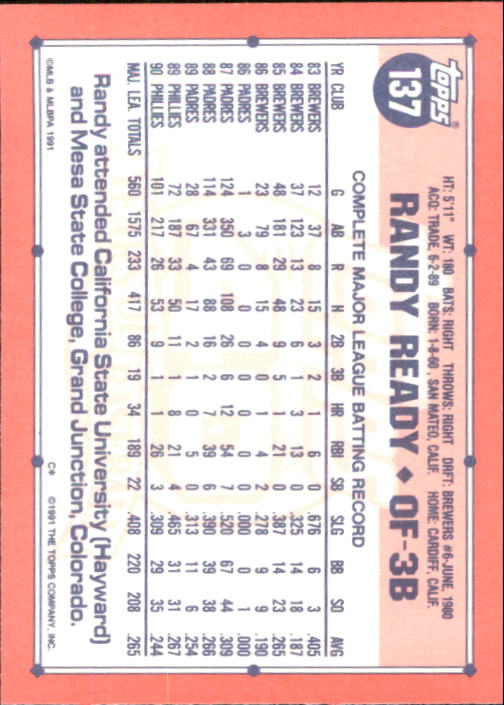 topps®
137
HT: 5'11" WT: 180 BATS: RIGHT THROWS: RIGHT DRFT: BREWERS #6-JUNE, 1980
ACQ: TRADE, 6-2-89 BORN: 1-8-60, SAN MATEO, CALIF. HOME: CARDIFF, CALIF.
RANDY READY ◆ OF-3B
COMPLETE MAJOR LEAGUE BATTING RECORD
YR CLUB G AB R H 2B 3B HR RBI SB SLG BB SO AVG
83 BREWERS 12 37 8 15 3 2 1 6 0 .676 6 3 .405
84 BREWERS 37 123 13 23 6 1 3 13 0 .325 14 18 .187
85 BREWERS 48 181 29 48 9 5 1 21 0 .387 14 23 .265
86 BREWERS 23 79 8 15 4 0 1 4 2 .278 9 9 .190
86 PADRES 1 3 0 0 0 0 0 0 0 .000 0 1 .000
87 PADRES 124 350 69 108 26 6 12 54 7 .520 67 44 .309
88 PADRES 114 331 43 88 16 2 7 39 6 .390 39 38 .266
89 PADRES 28 67 4 17 2 1 0 5 0 .313 11 6 .254
89 PHILLIES 72 187 33 50 11 1 8 21 4 .465 31 31 .267
90 PHILLIES 101 217 26 53 9 1 1 26 3 .309 29 35 .244
MAJ. LEA. TOTALS 560 1575 233 417 86 19 34 189 22 .408 220 208 .265
Randy attended California State University (Hayward)
and Mesa State College, Grand Junction, Colorado.
©MLB & MLBPA 1991 C* ©1991 THE TOPPS COMPANY, INC.